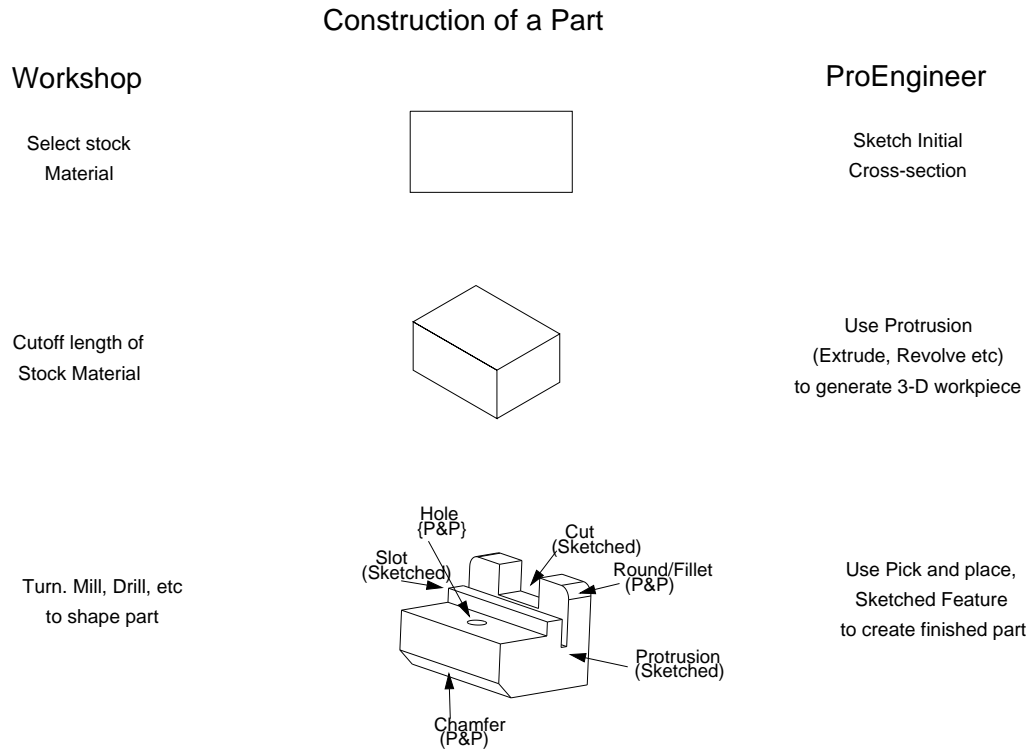 Construction of a Part
Workshop
ProEngineer
Select stock
Material
Sketch Initial
Cross-section
Cutoff length of
Stock Material
Use Protrusion
(Extrude, Revolve etc)
to generate 3-D workpiece
Turn. Mill, Drill, etc
to shape part
Hole
{P&P}
Slot
(Sketched)
Cut
(Sketched)
Round/Fillet
(P&P)
Protrusion
(Sketched)
Chamfer
(P&P)
Use Pick and place,
Sketched Feature
to create finished part